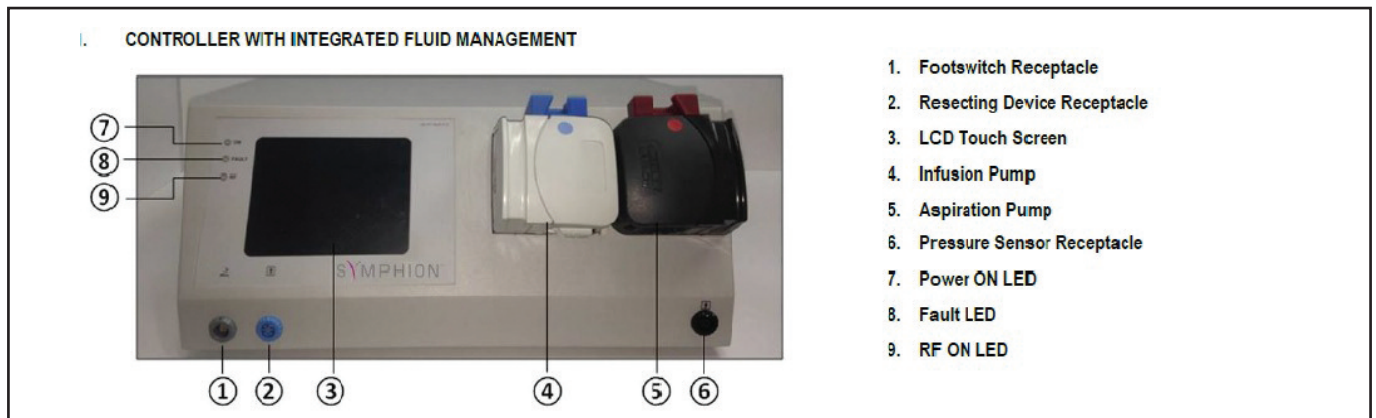 I. CONTROLLER WITH INTEGRATED FLUID MANAGEMENT
1. Footswitch Receptacle
2. Resecting Device Receptacle
3. LCD Touch Screen
4. Infusion Pump
5. Aspiration Pump
6. Pressure Sensor Receptacle
7. Power ON LED
8. Fault LED
9. RF ON LED
7
ON
8
FAULT
9
RF
SYMPHION
1
2
3
4
5
6